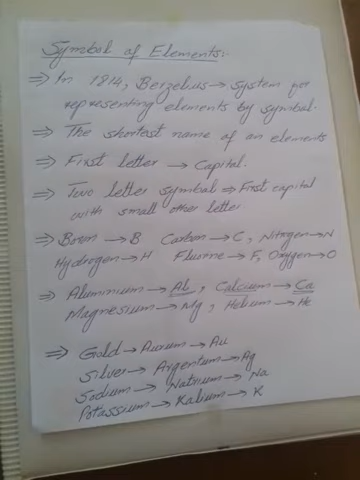 Symbol of Elements:-
⇒ In 1814, Berzelius → system for
representing elements by symbol.
⇒ The shortest name of an elements
⇒ First letter → Capital.
⇒ Two letter symbol ⇒ First capital
with small other letter.
⇒ Boron → B Carbon → C, Nitrogen → N
Hydrogen → H Fluorine → F, Oxygen → O
⇒ Aluminium → Al, Calcium → Ca
Magnesium → Mg, Helium → He
⇒ Gold → Aurum → Au
Silver → Argentum → Ag
Sodium → Natrium → Na
Potassium → Kalium → K